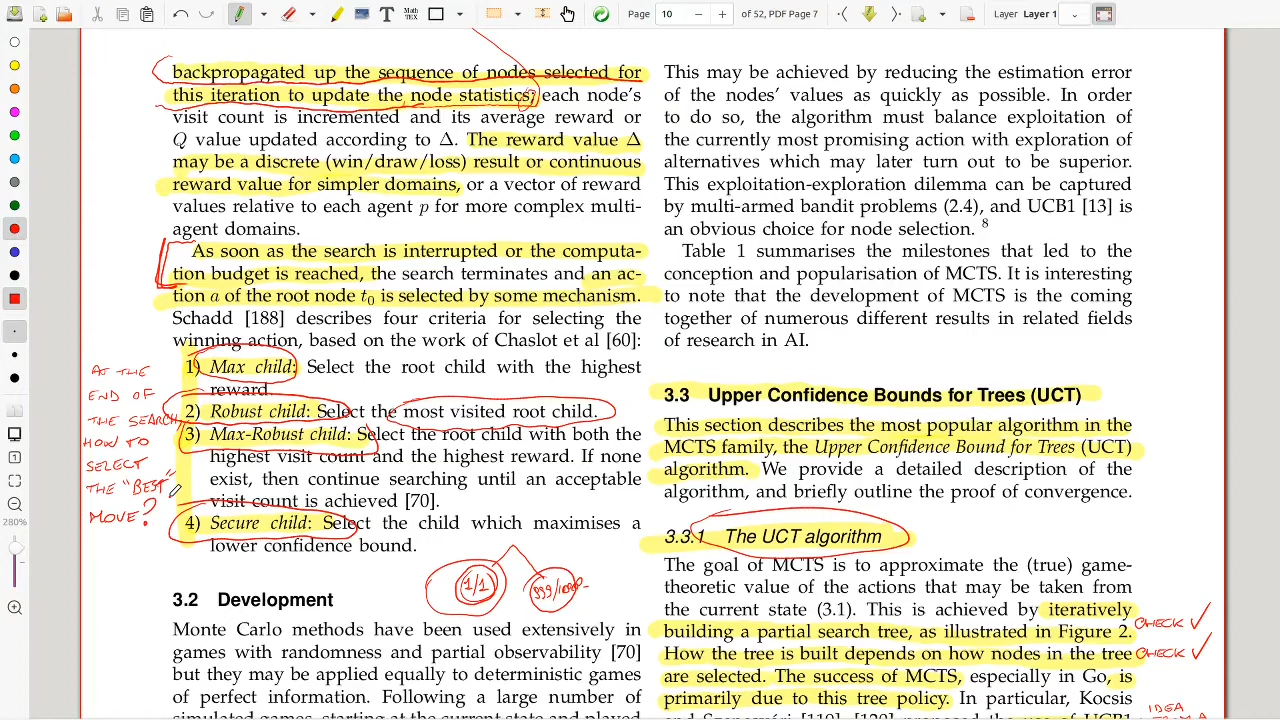 Page 10 of 52, PDF Page 7 Layer Layer 1
Math
TEX
backpropagated up the sequence of nodes selected for
this iteration to update the node statistics; each node's
visit count is incremented and its average reward or
Q value updated according to Δ. The reward value Δ
may be a discrete (win/draw/loss) result or continuous
reward value for simpler domains, or a vector of reward
values relative to each agent p for more complex multi-
agent domains.
As soon as the search is interrupted or the computa-
tion budget is reached, the search terminates and an ac-
tion a of the root node t0 is selected by some mechanism.
Schadd [188] describes four criteria for selecting the
winning action, based on the work of Chaslot et al [60]:
1) Max child: Select the root child with the highest
reward.
2) Robust child: Select the most visited root child.
3) Max-Robust child: Select the root child with both the
highest visit count and the highest reward. If none
exist, then continue searching until an acceptable
visit count is achieved [70].
4) Secure child: Select the child which maximises a
lower confidence bound.
AT THE
END OF
THE SEARCH
HOW TO
SELECT
THE "BEST"
MOVE?
280%
1/1
3.2 Development
Monte Carlo methods have been used extensively in
games with randomness and partial observability [70]
but they may be applied equally to deterministic games
of perfect information. Following a large number of
simulated games, starting at the current state and played
This may be achieved by reducing the estimation error
of the nodes' values as quickly as possible. In order
to do so, the algorithm must balance exploitation of
the currently most promising action with exploration of
alternatives which may later turn out to be superior.
This exploitation-exploration dilemma can be captured
by multi-armed bandit problems (2.4), and UCB1 [13] is
an obvious choice for node selection. 8
Table 1 summarises the milestones that led to the
conception and popularisation of MCTS. It is interesting
to note that the development of MCTS is the coming
together of numerous different results in related fields
of research in AI.
3.3 Upper Confidence Bounds for Trees (UCT)
This section describes the most popular algorithm in the
MCTS family, the Upper Confidence Bound for Trees (UCT)
algorithm. We provide a detailed description of the
algorithm, and briefly outline the proof of convergence.
3.3.1 The UCT algorithm
The goal of MCTS is to approximate the (true) game-
theoretic value of the actions that may be taken from
the current state (3.1). This is achieved by iteratively
building a partial search tree, as illustrated in Figure 2.
How the tree is built depends on how nodes in the tree
are selected. The success of MCTS, especially in Go, is
primarily due to this tree policy. In particular, Kocsis
CHECK ✓
CHECK ✓
IDEA